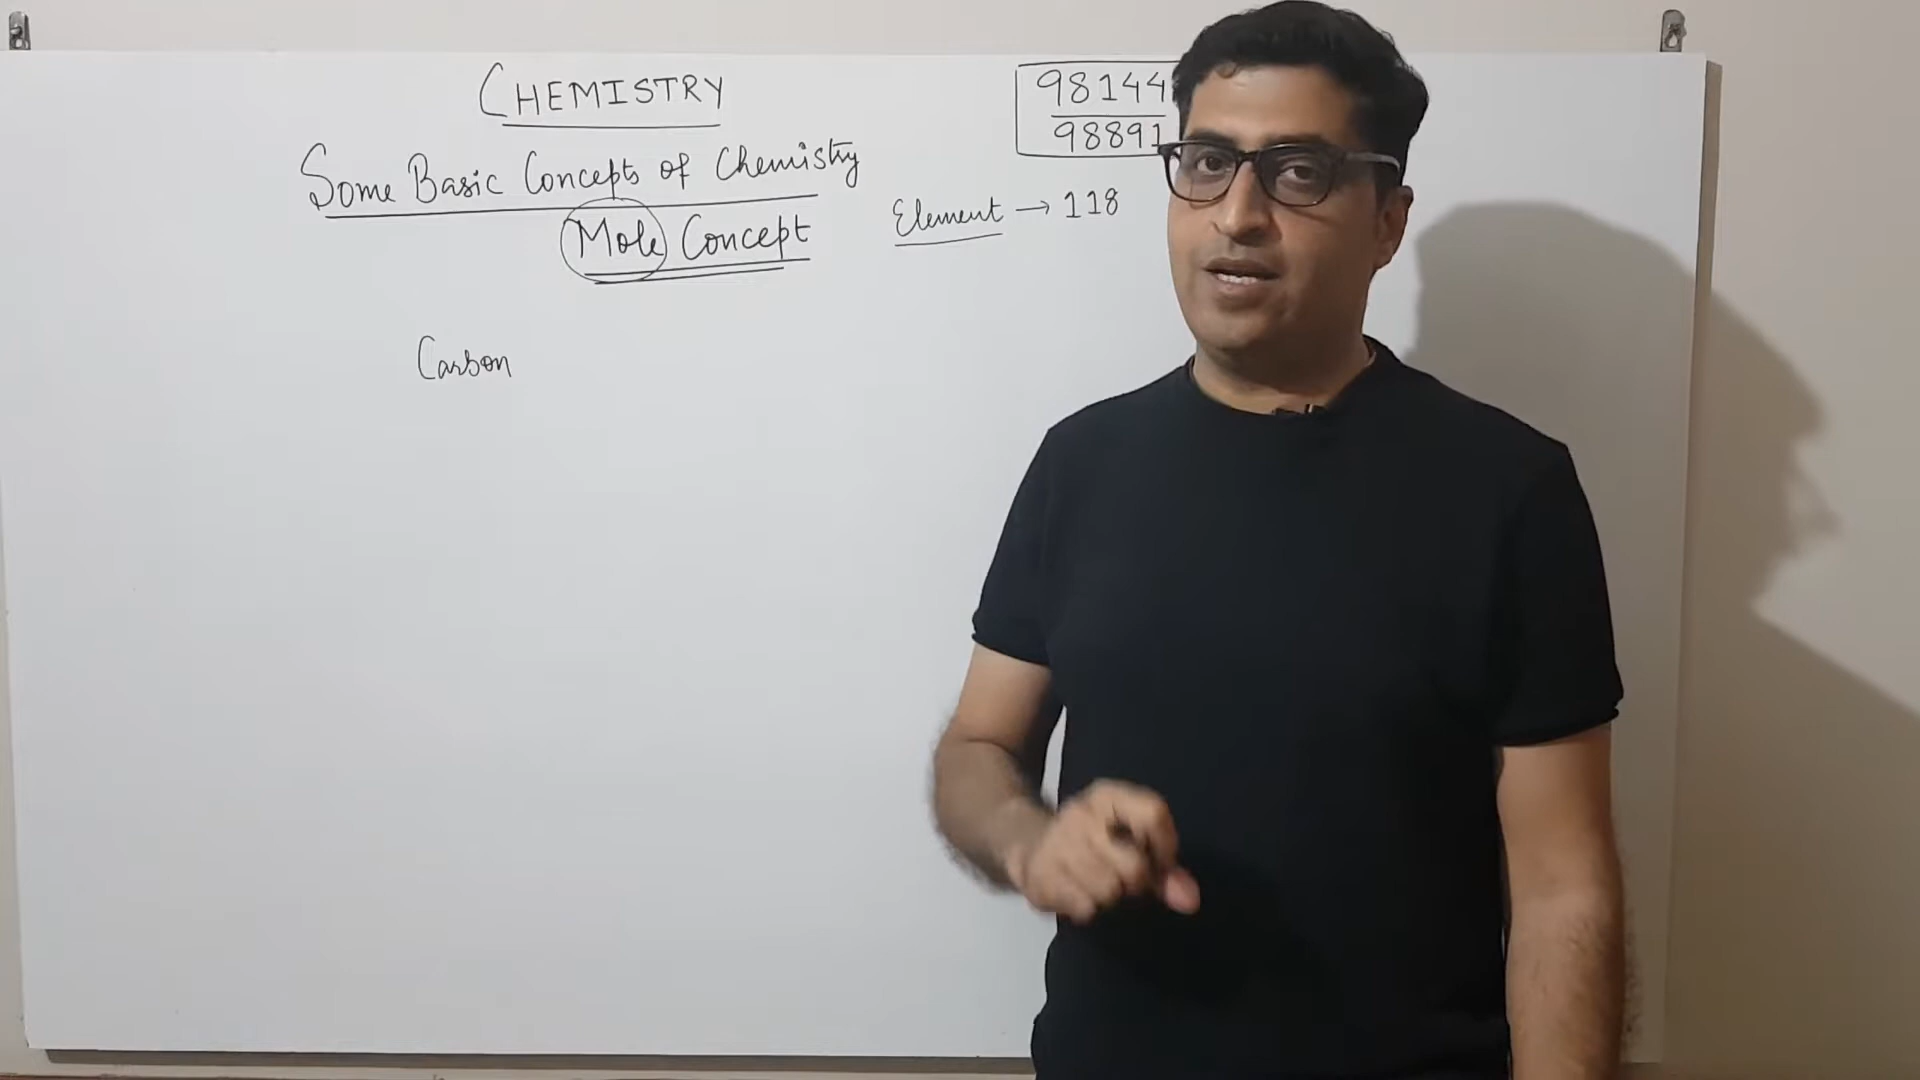 CHEMISTRY
98144
98891
Some Basic Concepts of Chemistry
Mole Concept
Element → 118
Carbon